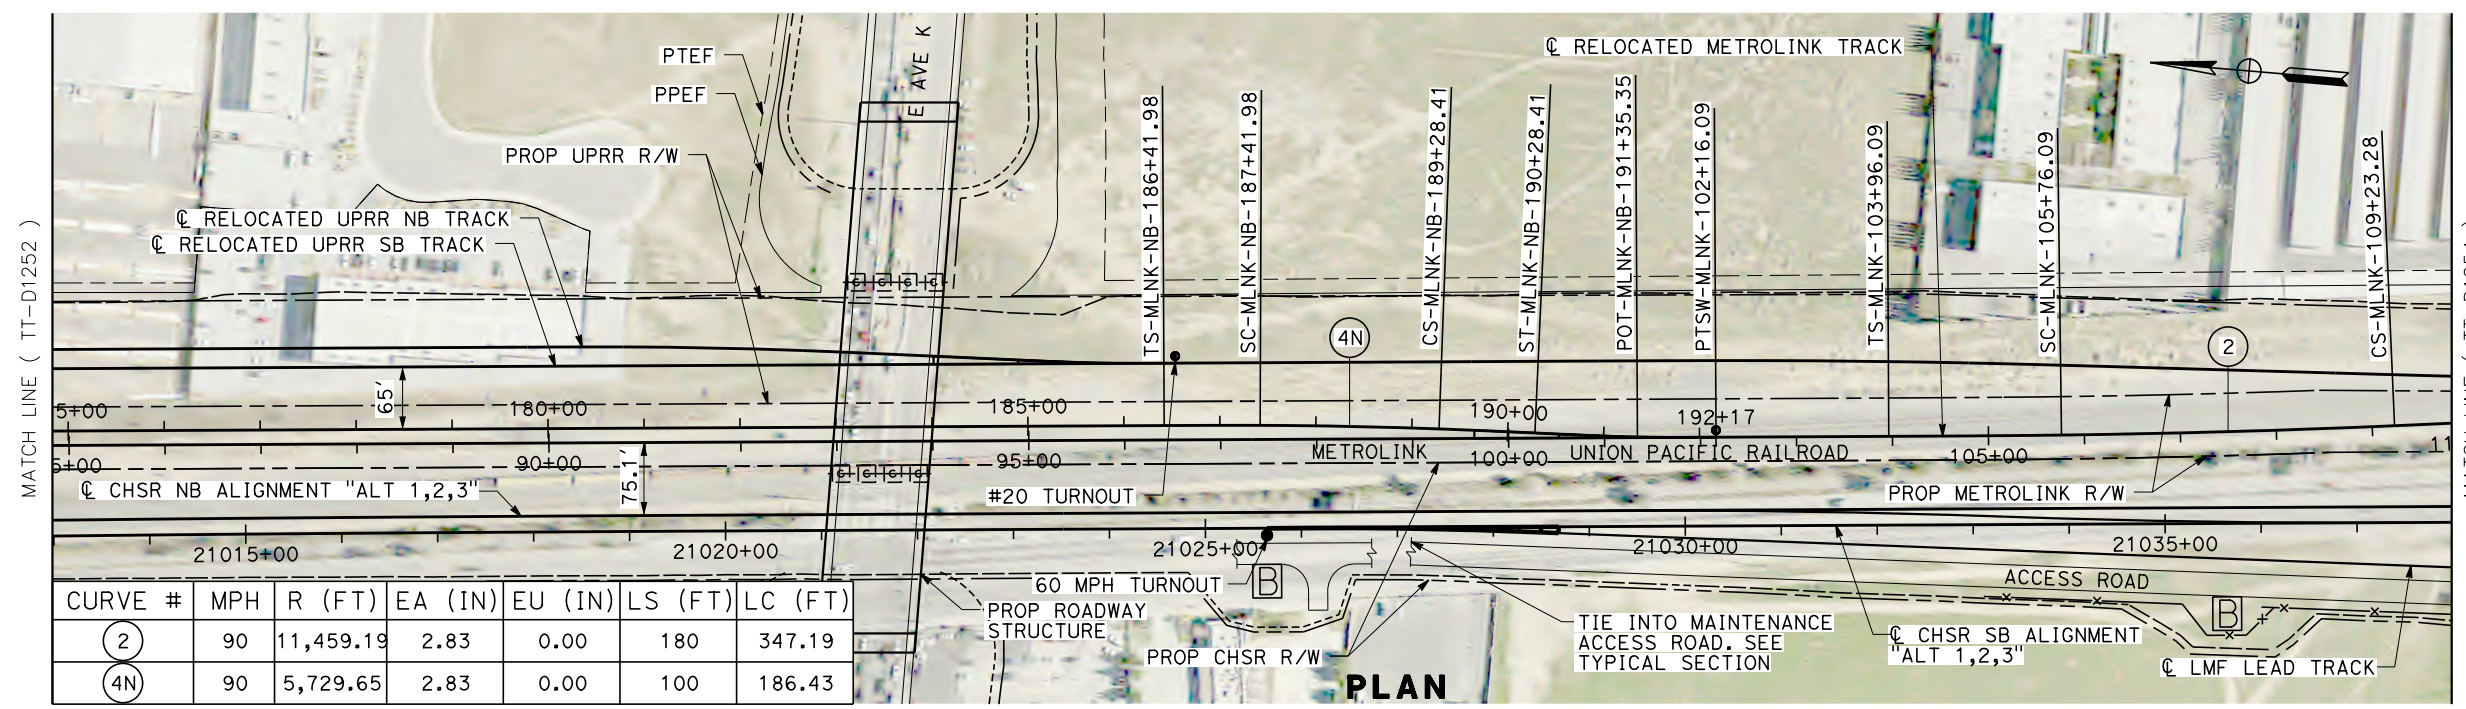 PTEF
PPEF
E AVE K
℄ RELOCATED METROLINK TRACK
PROP UPRR R/W
℄ RELOCATED UPRR NB TRACK
℄ RELOCATED UPRR SB TRACK
MATCH LINE ( TT-D1252 )
TS-MLNK-NB-186+41.98
SC-MLNK-NB-187+41.98
4N
CS-MLNK-NB-189+28.41
ST-MLNK-NB-190+28.41
POT-MLNK-NB-191+35.35
PTSW-MLNK-102+16.09
TS-MLNK-103+96.09
SC-MLNK-105+76.09
2
CS-MLNK-109+23.28
65'
5+00
180+00
185+00
190+00
192+17
C C C C
5+00
90+00
95+00
METROLINK
100+00
UNION PACIFIC RAILROAD
105+00
11
75.1'
C C C C
℄ CHSR NB ALIGNMENT "ALT 1,2,3"
#20 TURNOUT
PROP METROLINK R/W
21015+00
21020+00
21025+00
21030+00
21035+00
60 MPH TURNOUT
B
ACCESS ROAD
B
PROP ROADWAY
STRUCTURE
PROP CHSR R/W
TIE INTO MAINTENANCE
ACCESS ROAD. SEE
TYPICAL SECTION
℄ CHSR SB ALIGNMENT
"ALT 1,2,3"
℄ LMF LEAD TRACK
CURVE # MPH R (FT) EA (IN) EU (IN) LS (FT) LC (FT)
2 90 11,459.19 2.83 0.00 180 347.19
4N 90 5,729.65 2.83 0.00 100 186.43
PLAN